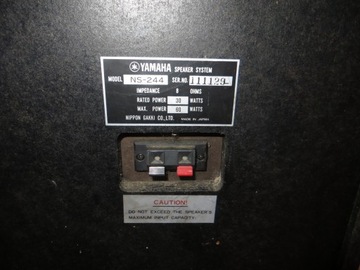 YAMAHA SPEAKER SYSTEM
MODEL NS-244 SER.NO. 111129
IMPEDANCE 8 OHMS
RATED POWER 30 WATTS
MAX. POWER 60 WATTS
NIPPON GAKKI CO., LTD. MADE IN JAPAN
CAUTION!
DO NOT EXCEED THE SPEAKER'S
MAXIMUM INPUT CAPACITY.